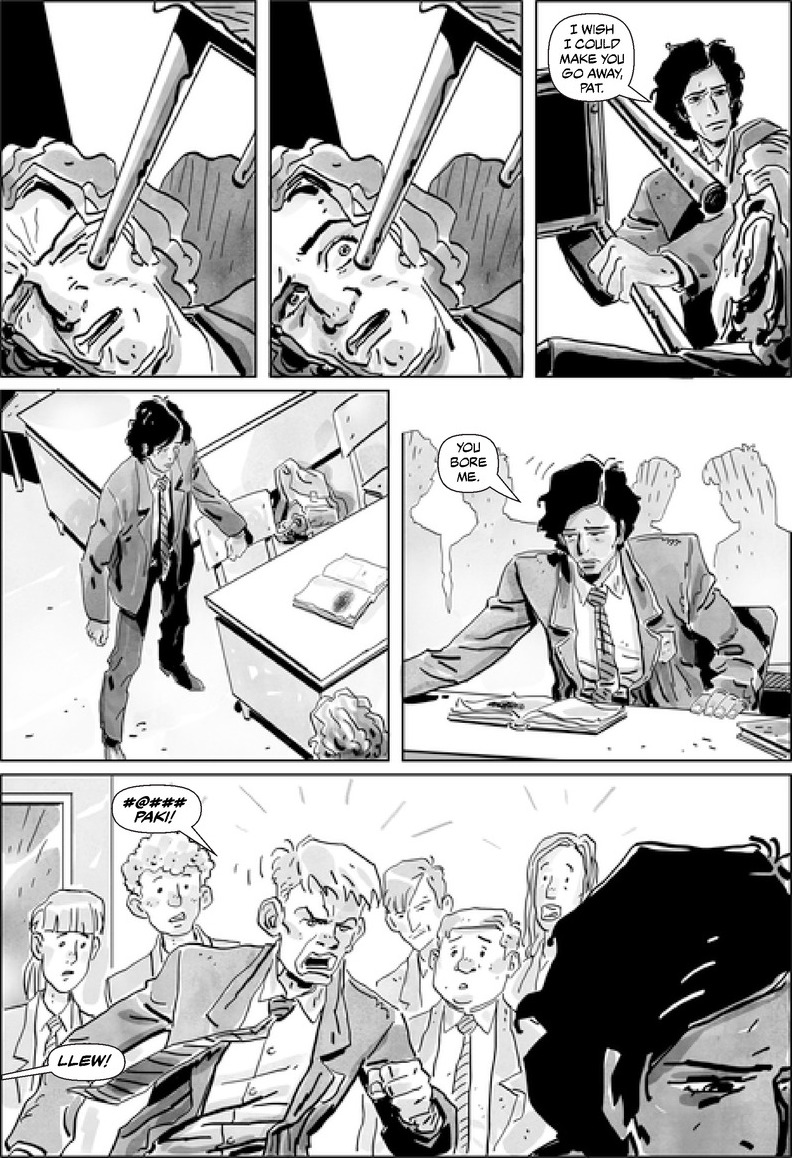 I WISH
I COULD
MAKE YOU
GO AWAY,
PAT.
YOU
BORE
ME.
#@###
PAKI!
LLEW!